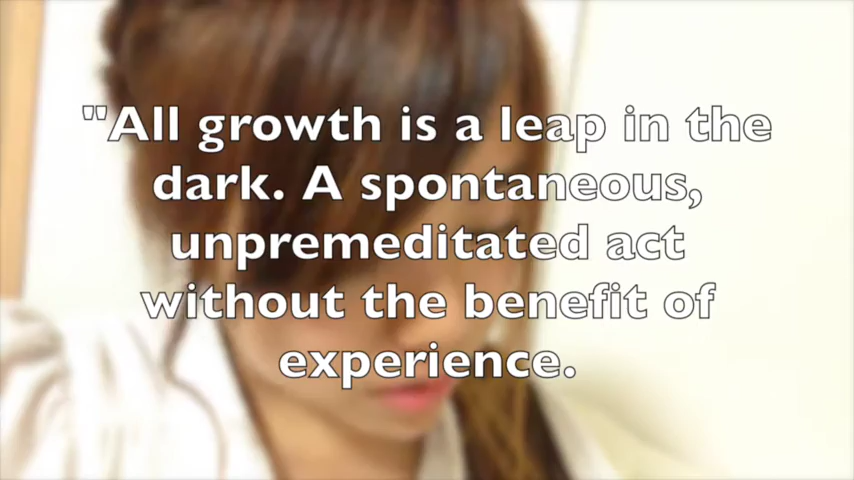 "All growth is a leap in the
dark. A spontaneous,
unpremeditated act
without the benefit of
experience.